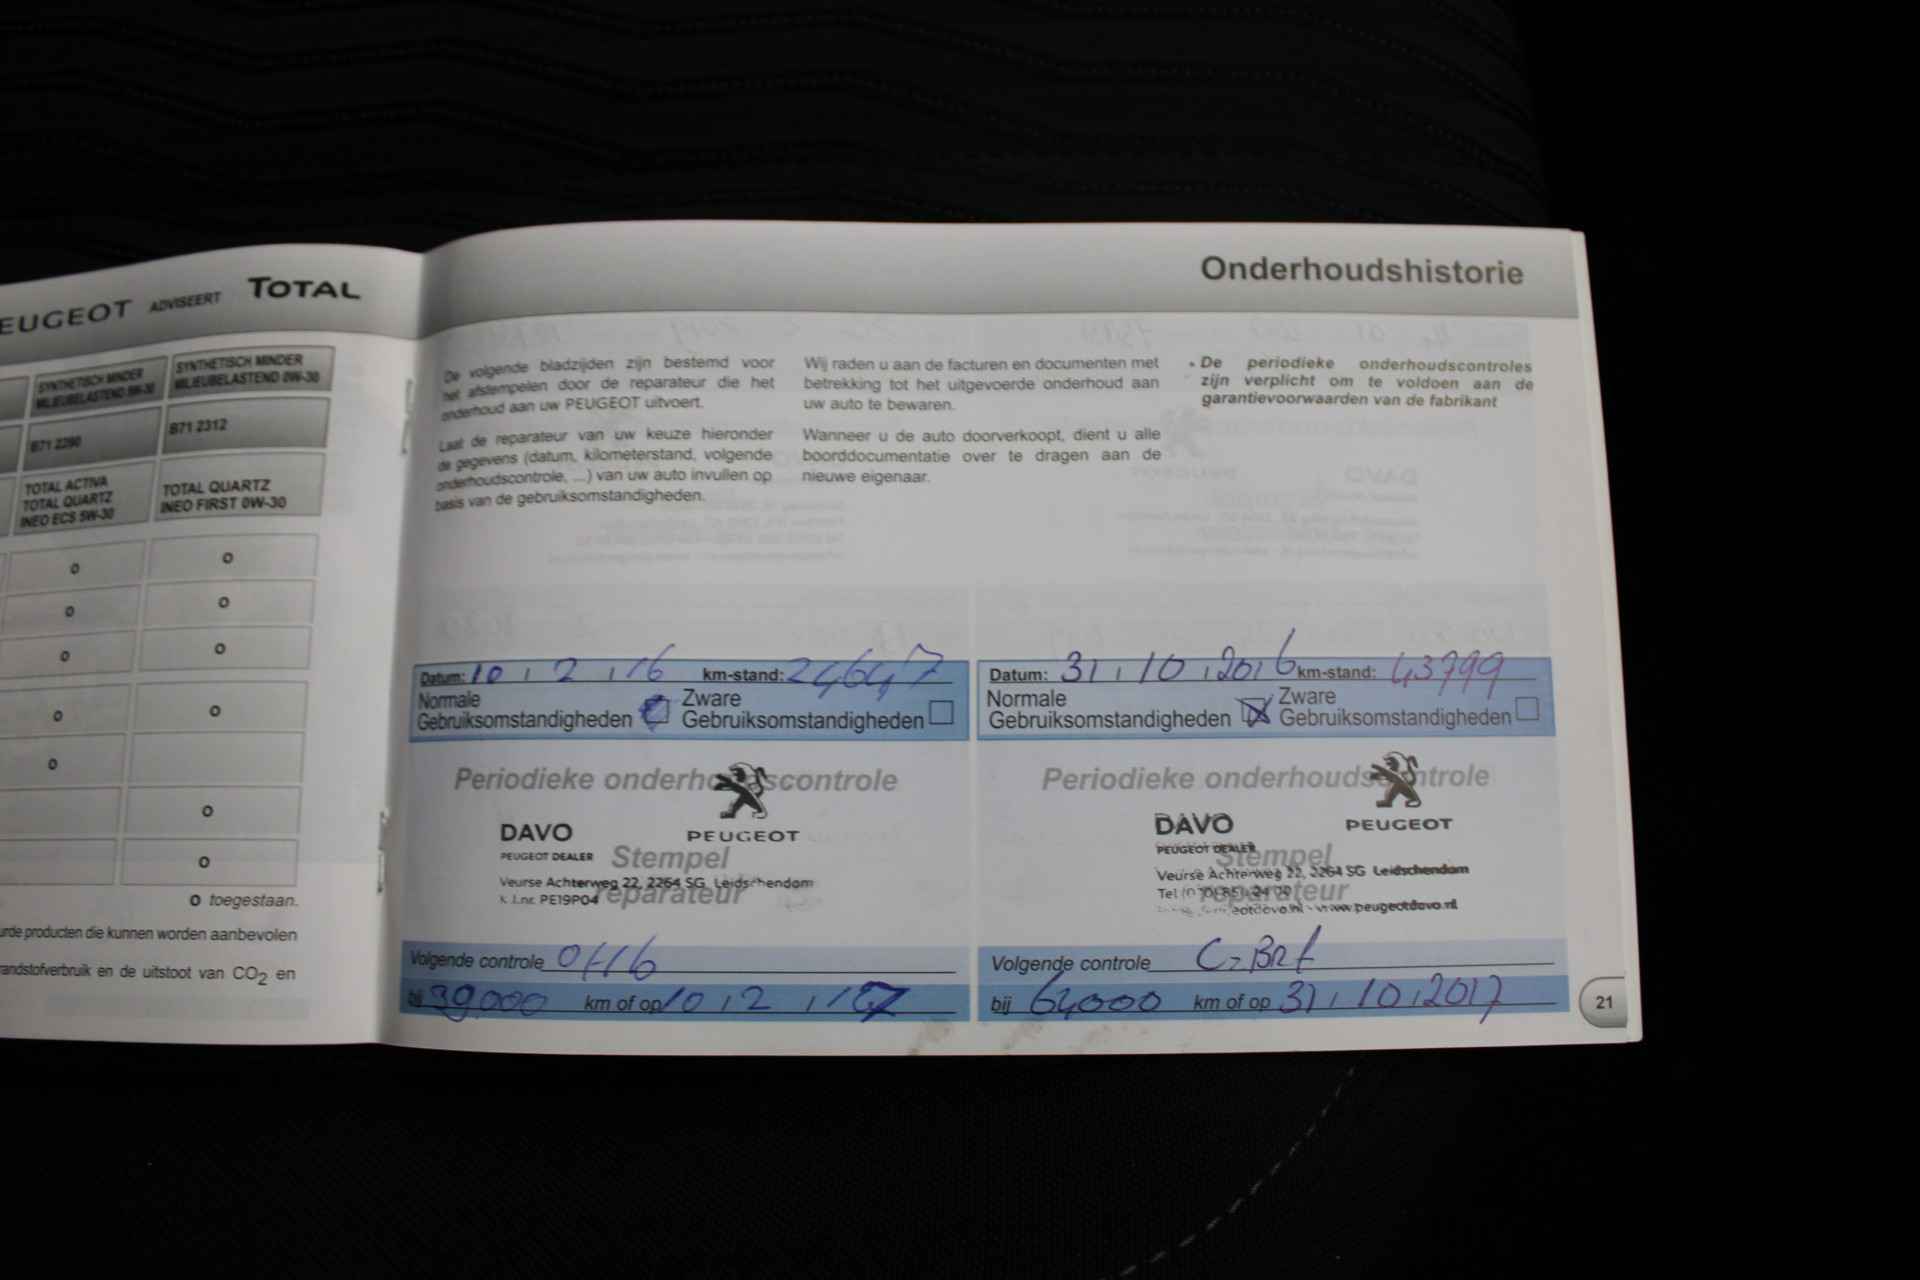 PEUGEOT ADVISEERT TOTAL
SYNTHETISCH MINDER
SYNTHETISCH MINDER
MILIEUBELASTEND 0W-30
B71 2290
B71 2312
TOTAL ACTIVA
TOTAL QUARTZ
INEO ECS 5W-30
TOTAL QUARTZ
INEO FIRST 0W-30
o o
o o
o o
o o
o
o
o
o toegestaan.
producten die kunnen worden aanbevolen
en de uitstoot van CO2 en
Onderhoudshistorie
De volgende bladzijden zijn bestemd voor
het afstempelen door de reparateur die het
onderhoud aan uw PEUGEOT uitvoert.
Laat de reparateur van uw keuze hieronder
de gegevens (datum, kilometerstand, volgende
onderhoudscontrole, ...) van uw auto invullen op
basis van de gebruiksomstandigheden.
Wij raden u aan de facturen en documenten met
betrekking tot het uitgevoerde onderhoud aan
uw auto te bewaren.
Wanneer u de auto doorverkoopt, dient u alle
boorddocumentatie over te dragen aan de
nieuwe eigenaar.
• De periodieke onderhoudscontroles
zijn verplicht om te voldoen aan de
garantievoorwaarden van de fabrikant
Datum: 10 , 2 , 16 km-stand: 24647
Normale
Gebruiksomstandigheden
Zware
Gebruiksomstandigheden
Periodieke onderhoudscontrole
DAVO
PEUGEOT DEALER
PEUGEOT
Stempel
reparateur
Veurse Achterweg 22, 2264 SG Leidschendam
PE19P04
Volgende controle
bij 39.000 km of op 10 , 2 , 17
Datum: 31 , 10 , 2016 km-stand: 43799
Normale
Gebruiksomstandigheden
Zware
Gebruiksomstandigheden
Periodieke onderhoudscontrole
DAVO
PEUGEOT DEALER
PEUGEOT
Stempel
reparateur
Veurse Achterweg 22, 2264 SG Leidschendam
www.peugeotdavo.nl
Volgende controle
bij 64000 km of op 31 , 10 , 2017
21